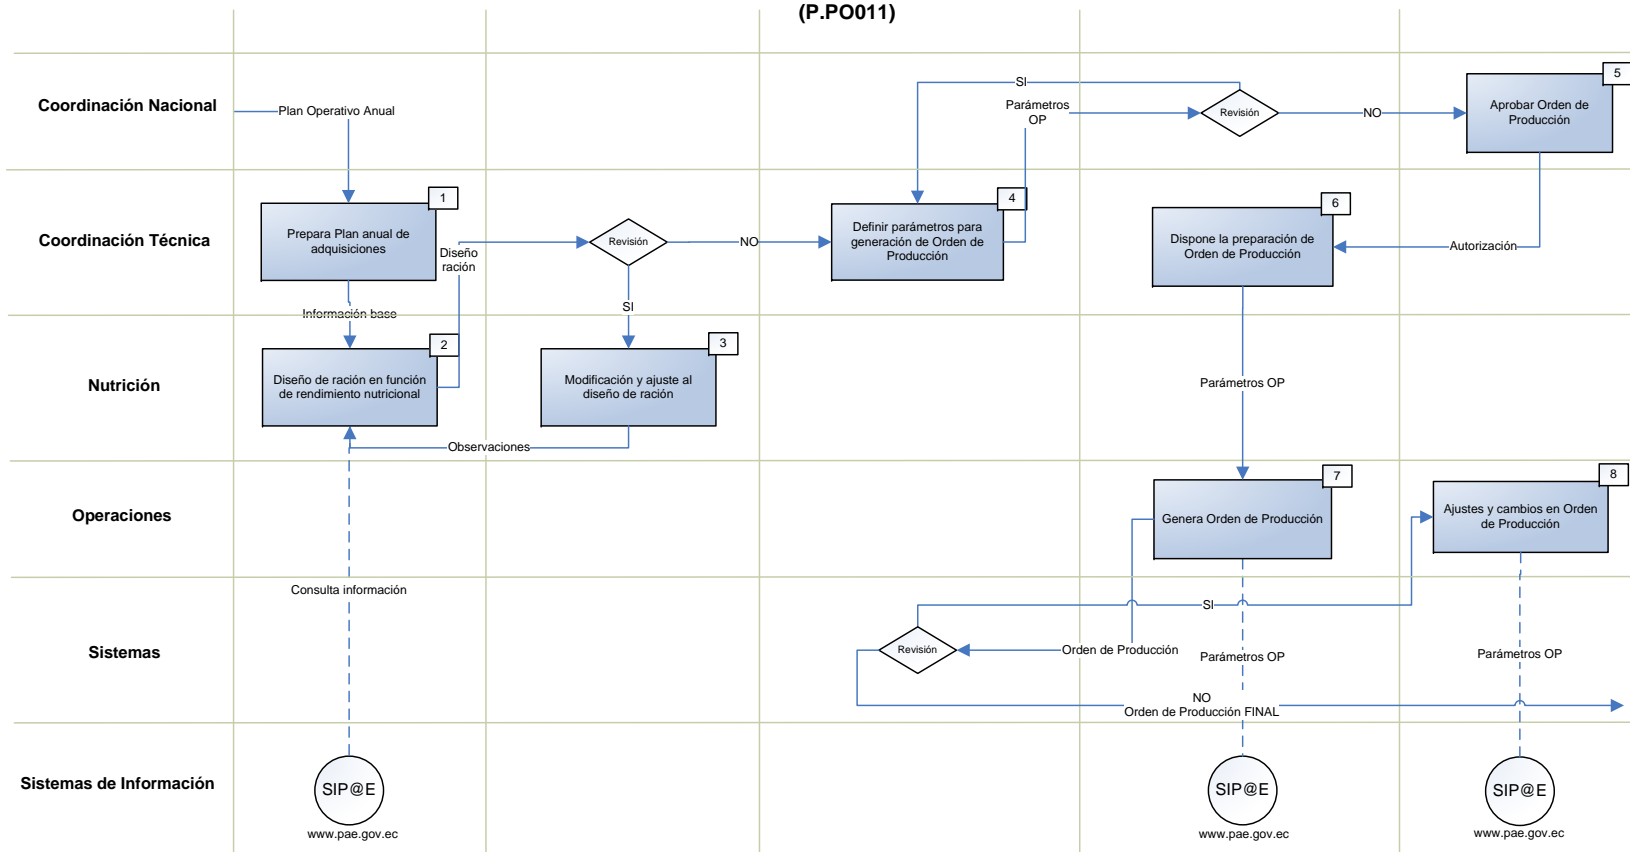 (P.PO011)
Coordinación Nacional
Plan Operativo Anual
SI
Parámetros
OP
Revisión
NO
5
Aprobar Orden de
Producción
Coordinación Técnica
1
Prepara Plan anual de
adquisiciones
Diseño
ración
Revisión
NO
SI
4
Definir parámetros para
generación de Orden de
Producción
6
Dispone la preparación de
Orden de Producción
Autorización
Información base
Nutrición
2
Diseño de ración en función
de rendimiento nutricional
3
Modificación y ajuste al
diseño de ración
Observaciones
Parámetros OP
Operaciones
7
Genera Orden de Producción
8
Ajustes y cambios en Orden
de Producción
Consulta información
Sistemas
SI
Revisión
Orden de Producción
Parámetros OP
Parámetros OP
NO
Orden de Producción FINAL
Sistemas de Información
SIP@E
www.pae.gov.ec
SIP@E
www.pae.gov.ec
SIP@E
www.pae.gov.ec